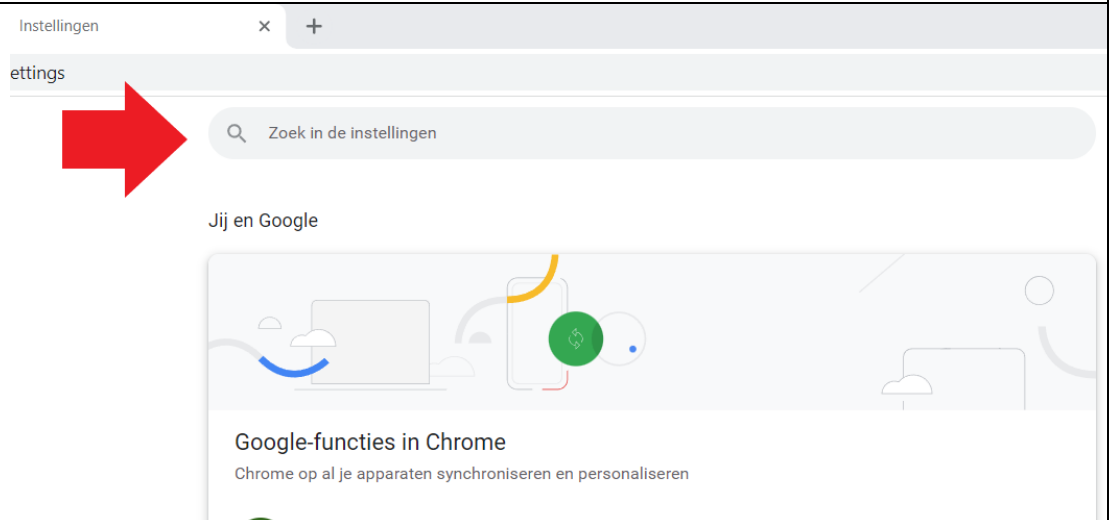 Instellingen
ettings
Zoek in de instellingen
Jij en Google
Google-functies in Chrome
Chrome op al je apparaten synchroniseren en personaliseren